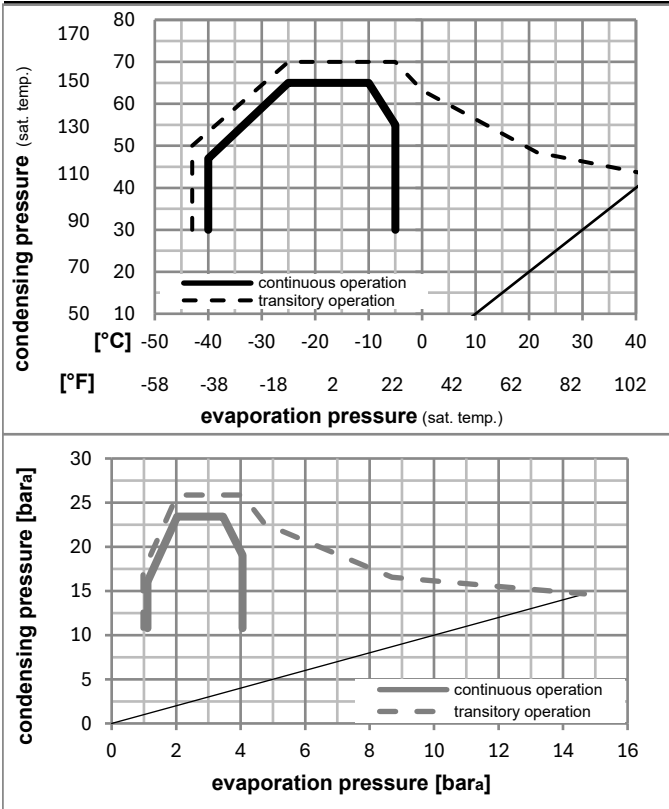 condensing pressure (sat. temp.)
170
150
130
110
90
70
50
80
70
60
50
40
30
20
10
continuous operation
transitory operation
[°C] -50 -40 -30 -20 -10 0 10 20 30 40
[°F] -58 -38 -18 2 22 42 62 82 102
evaporation pressure (sat. temp.)
condensing pressure [bara]
30
25
20
15
10
5
0
continuous operation
transitory operation
0 2 4 6 8 10 12 14 16
evaporation pressure [bara]